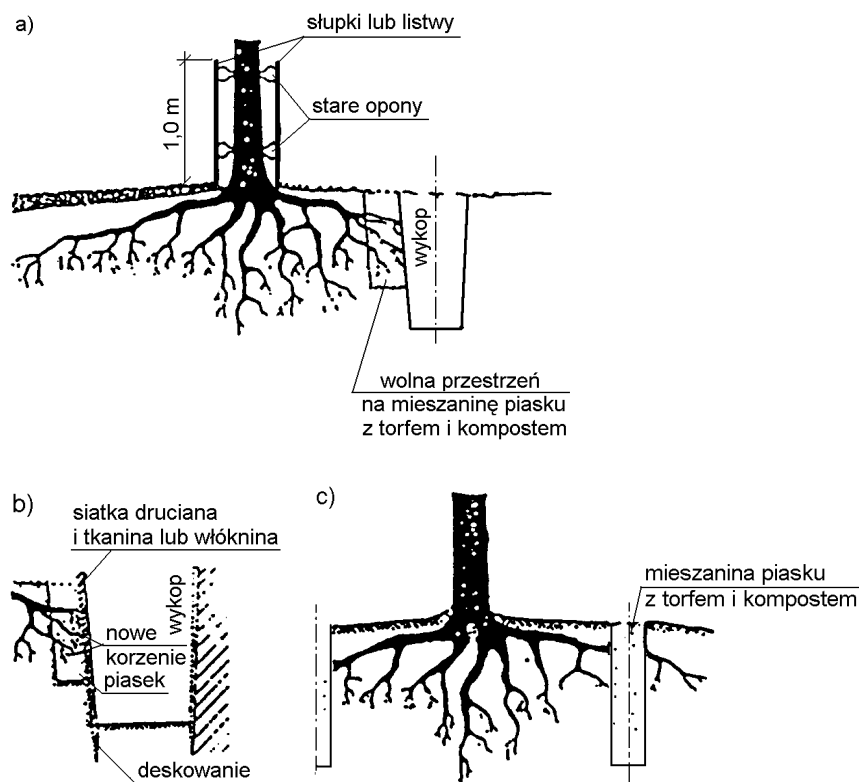 a)
słupki lub listwy
stare opony
1,0 m
wykop
wolna przestrzeń
na mieszaninę piasku
z torfem i kompostem
b)
siatka druciana
i tkanina lub włóknina
wykop
nowe
korzenie
piasek
deskowanie
c)
mieszanina piasku
z torfem i kompostem